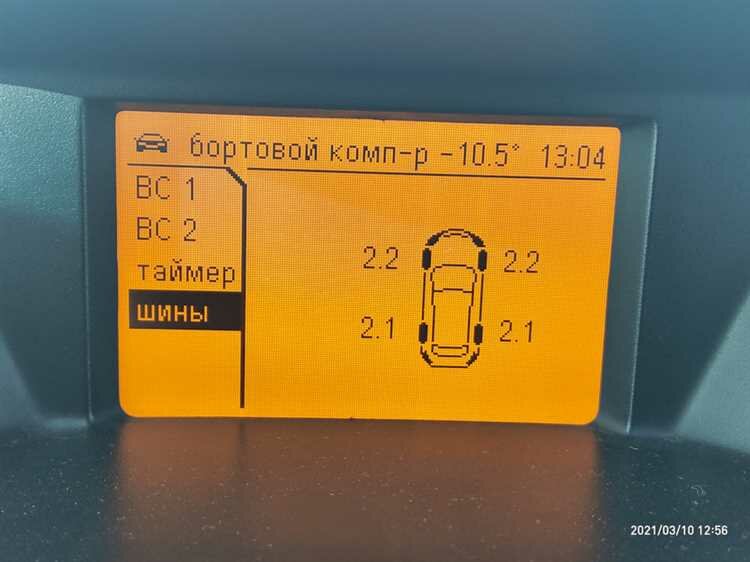 бортовой комп-р -10.5° 13:04
ВС 1
ВС 2
таймер
шины
2.2 2.2
2.1 2.1
2021/03/10 12:56